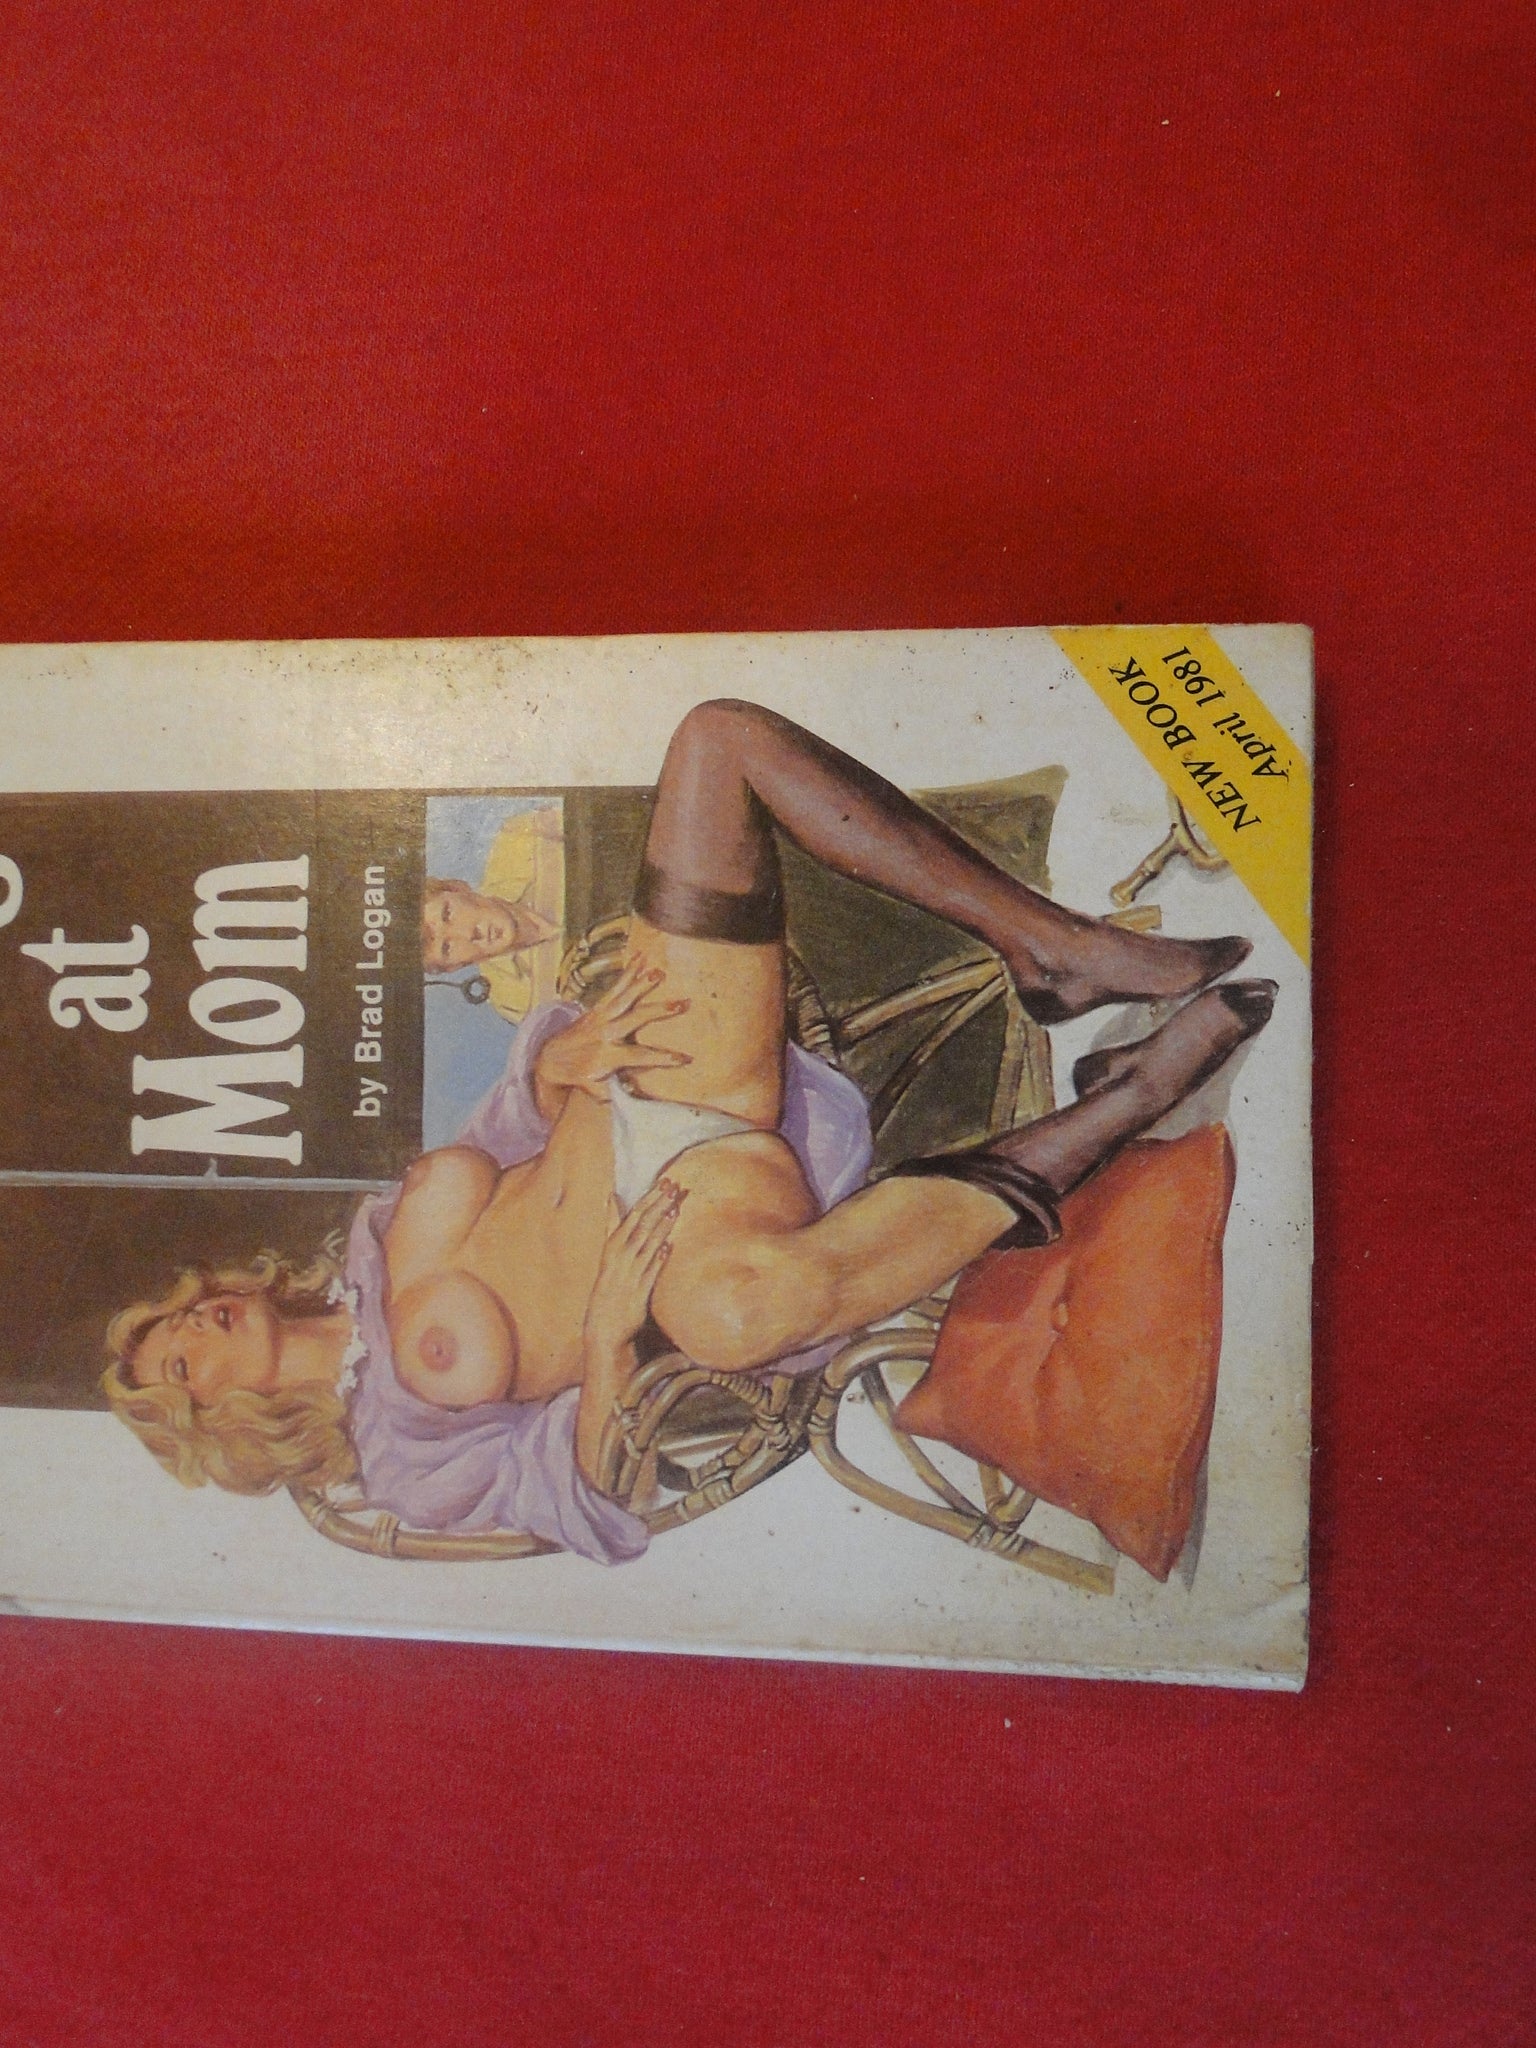 at
Mom
by Brad Logan
NEW BOOK
April 1981